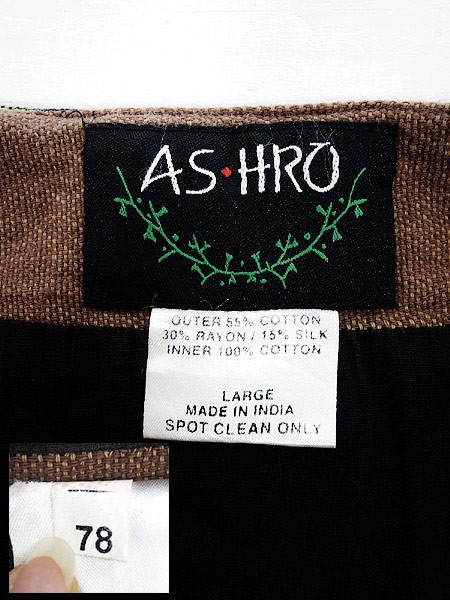 AS·HRO
OUTER 55% COTTON
30% RAYON / 15% SILK
INNER 100% COTTON
LARGE
MADE IN INDIA
SPOT CLEAN ONLY
78